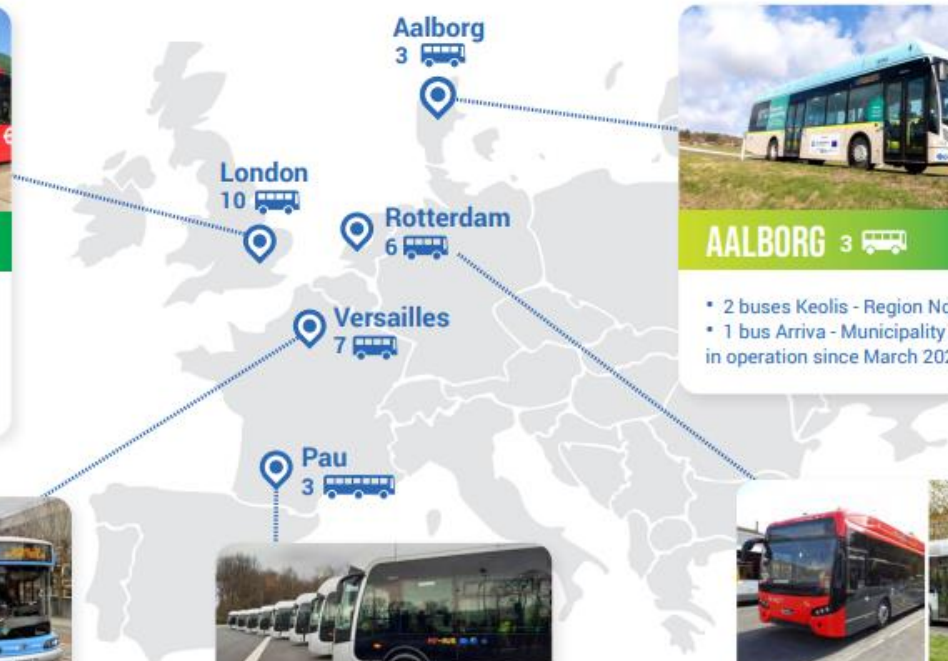 Aalborg
3
London
10
Rotterdam
6
Versailles
7
Pau
3
AALBORG 3
• 2 buses Keolis - Region
• 1 bus Arriva - Municipality
in operation since March